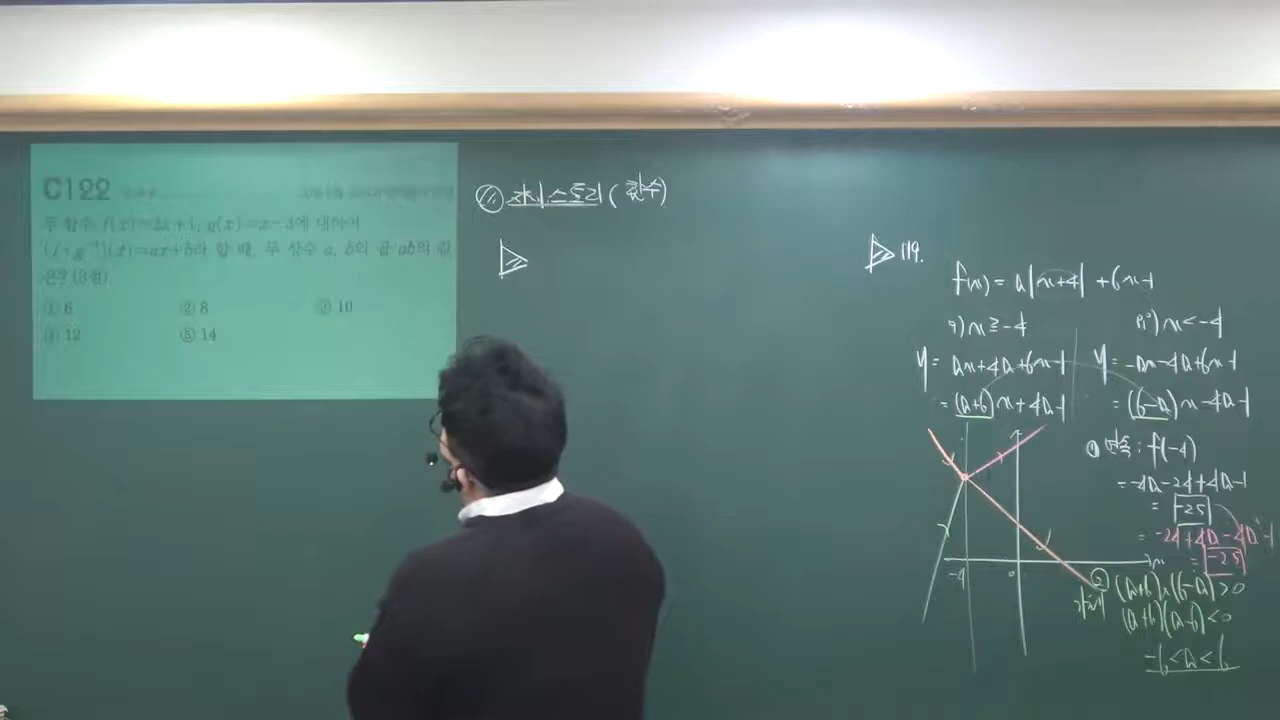 C122
두 함수 f(x)=2x+1, g(x)=x-3에 대하여
(f∘g⁻¹)(x)=ax+b라 할 때, 두 상수 a, b의 곱 ab의 값
은? (3점)
① 6 ② 8 ③ 10
④ 12 ⑤ 14
자이스토리 (함수)
119.
f(x) = a|x+4| + 6x-1
i) x ≥ -4
y = ax+4a+6x-1
= (a+6)x+4a-1
ii) x < -4
y = -ax-4a+6x-1
= (6-a)x-4a-1
① 연속 : f(-4)
= -4a-24+4a-1
= -25
= -24+4a-4a-1
= -25
-4
0
②
(a+6)(6-a) > 0
(a+6)(a-6) < 0
-6 < a < 6